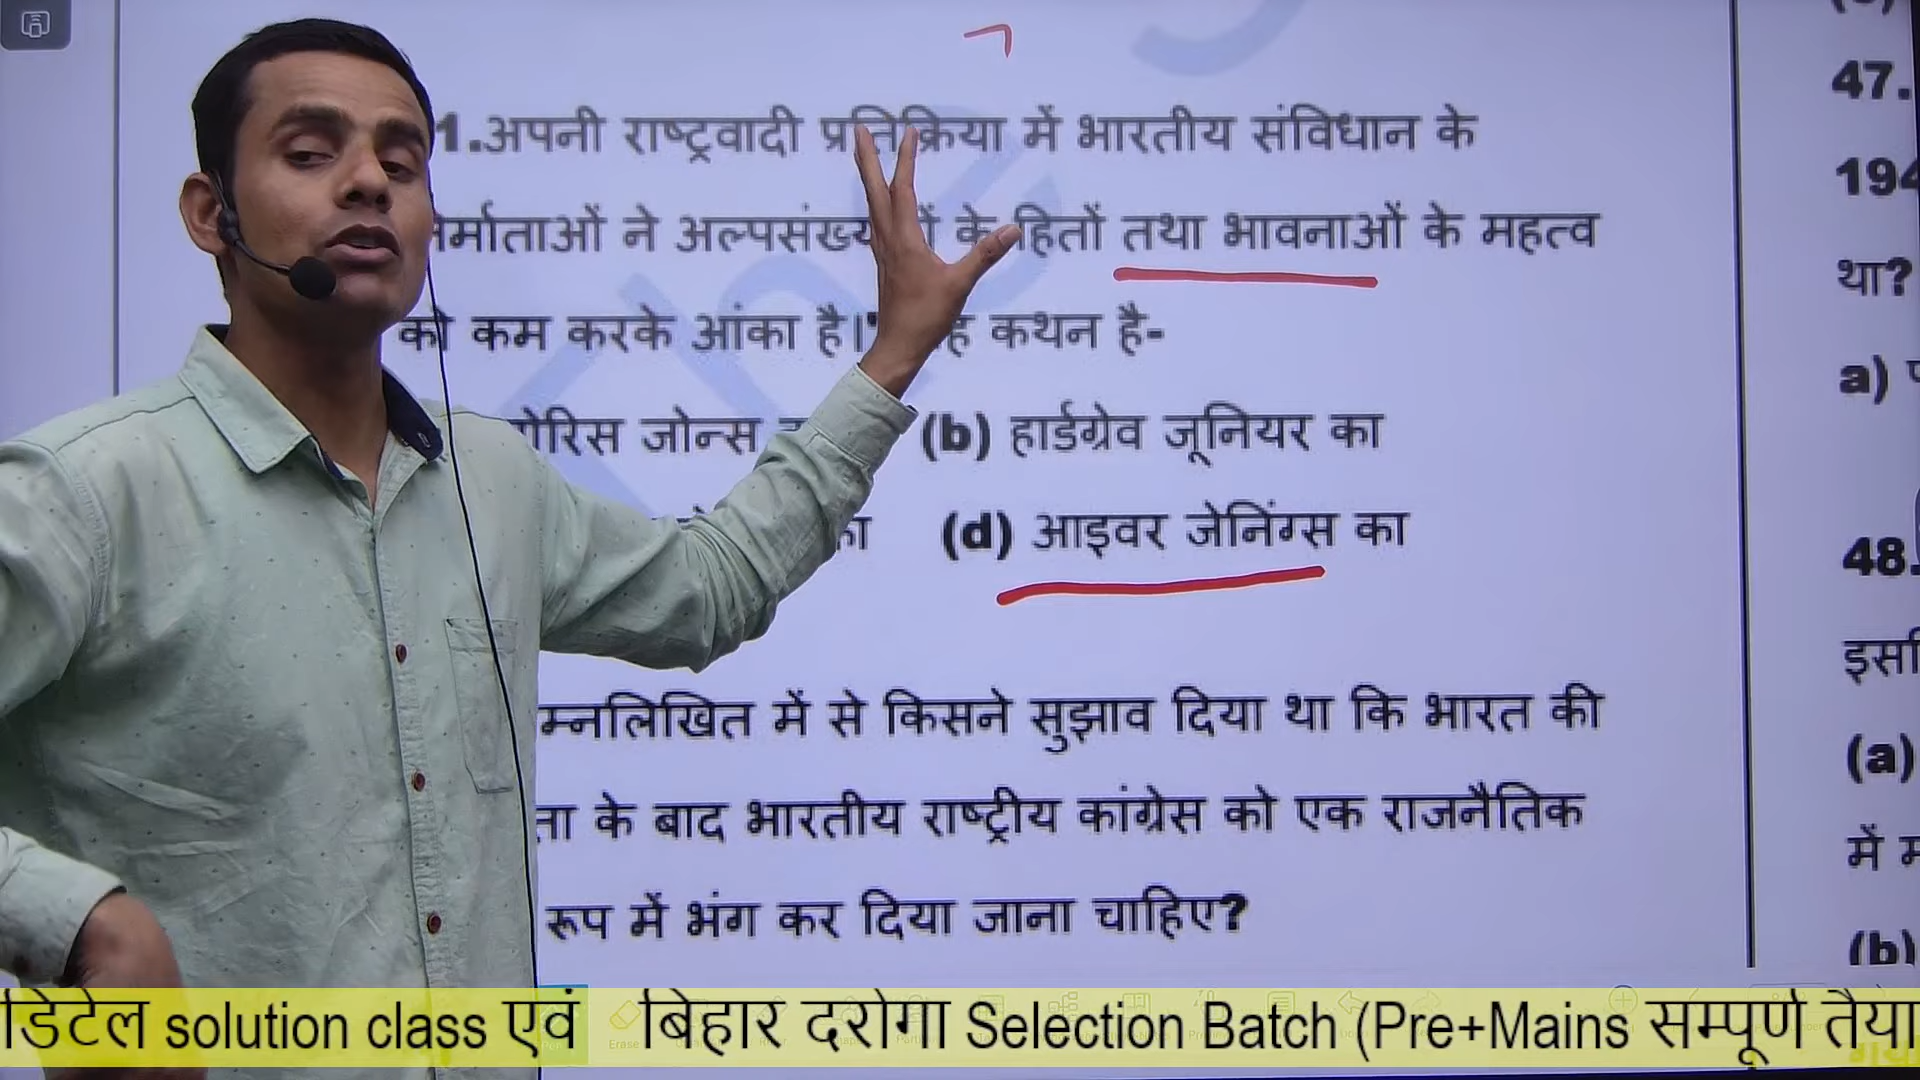 1.अपनी राष्ट्रवादी प्रतिक्रिया में भारतीय संविधान के
ने अल्पसंख्य के हितों तथा भावनाओं के महत्व
को कम करके आंका है।" कथन है-
जोन्स (b) हार्डग्रेव जूनियर का
(d) आइवर जेनिंग्स का
म्नलिखित में से किसने सुझाव दिया था कि भारत की
ता के बाद भारतीय राष्ट्रीय कांग्रेस को एक राजनैतिक
रूप में भंग कर दिया जाना चाहिए?
47.
194
था?
a)
48.
इस
(a)
में
(b)
डिटेल solution class एवं बिहार दरोगा Selection Batch (Pre+Mains सम्पूर्ण तैया